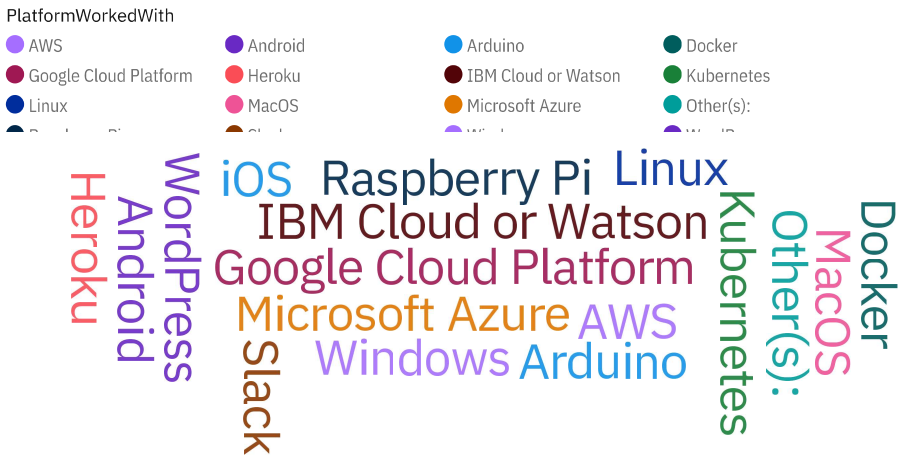 PlatformWorkedWith
AWS Android Arduino Docker
Google Cloud Platform Heroku IBM Cloud or Watson Kubernetes
Linux MacOS Microsoft Azure Other(s):
iOS Raspberry Pi Linux
IBM Cloud or Watson
Google Cloud Platform
Microsoft Azure AWS
Windows Arduino
Heroku
Android
WordPress
Slack
Kubernetes
Other(s):
MacOS
Docker